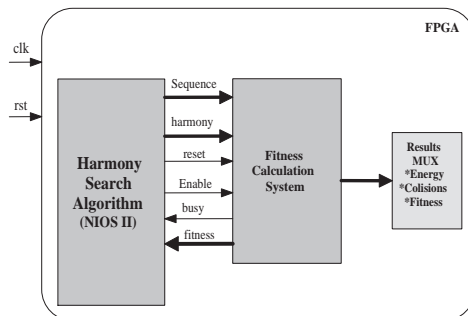 FPGA
clk
rst
Harmony
Search
Algorithm
(NIOS II)
Sequence
harmony
reset
Enable
busy
fitness
Fitness
Calculation
System
Results
MUX
*Energy
*Colisions
*Fitness